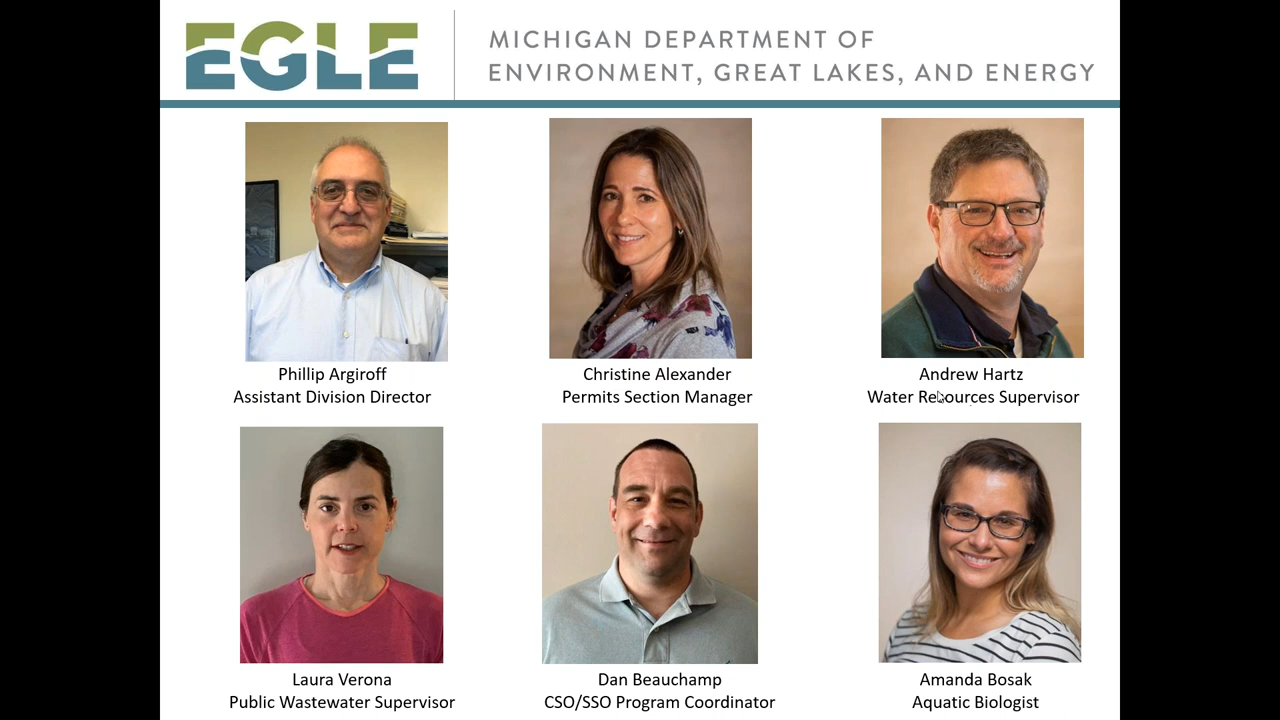 EGLE
MICHIGAN DEPARTMENT OF
ENVIRONMENT, GREAT LAKES, AND ENERGY
Phillip Argiroff
Assistant Division Director
Christine Alexander
Permits Section Manager
Andrew Hartz
Water Resources Supervisor
Laura Verona
Public Wastewater Supervisor
Dan Beauchamp
CSO/SSO Program Coordinator
Amanda Bosak
Aquatic Biologist